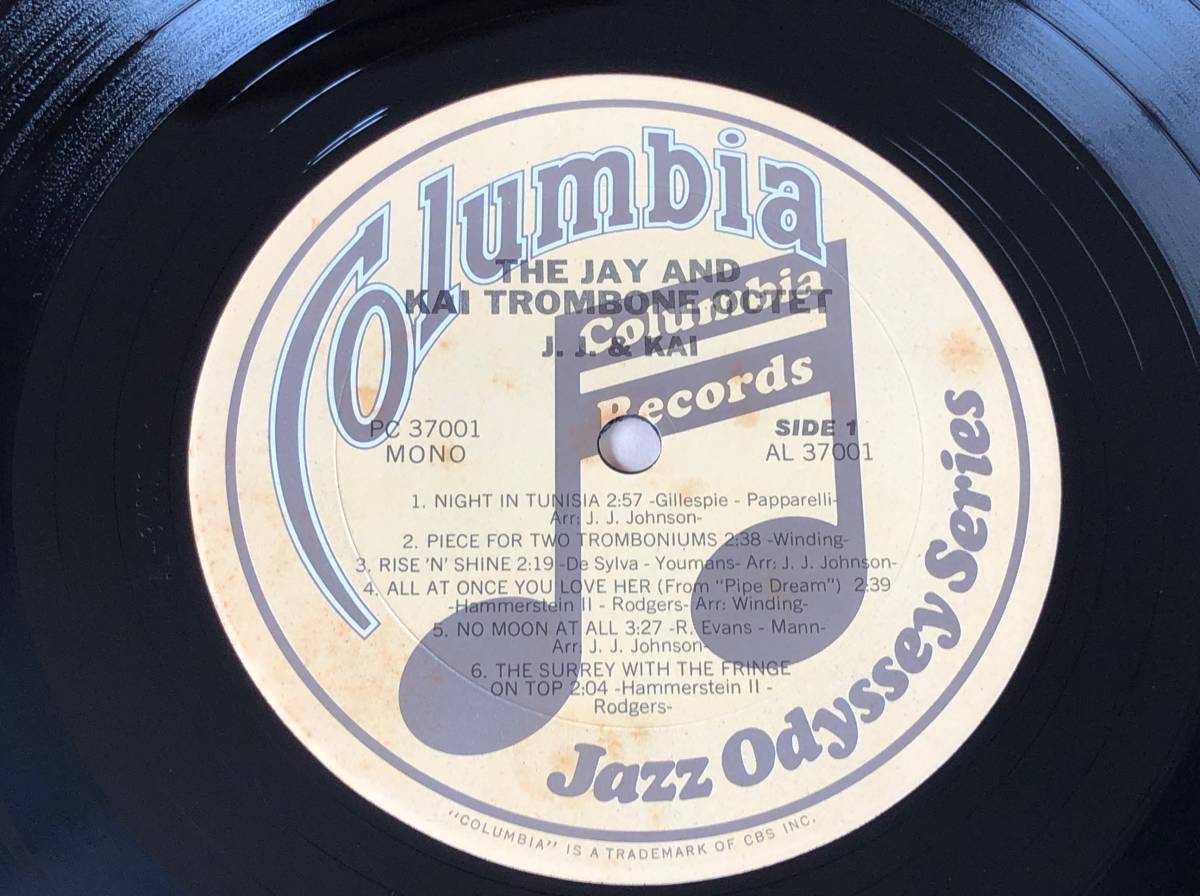 Columbia
THE JAY AND
KAI TROMBONE OCTET
J. J. & KAI
Columbia
Records
PC 37001
MONO
SIDE 1
AL 37001
1. NIGHT IN TUNISIA 2:57 -Gillespie - Papparelli-
Arr: J. J. Johnson-
2. PIECE FOR TWO TROMBONIUMS 2:38 -Winding-
3. RISE 'N' SHINE 2:19 -De Sylva - Youmans- Arr: J. J. Johnson-
4. ALL AT ONCE YOU LOVE HER (From "Pipe Dream") 2:39
-Hammerstein II - Rodgers- Arr: Winding-
5. NO MOON AT ALL 3:27 -R. Evans - Mann-
Arr: J. J. Johnson-
6. THE SURREY WITH THE FRINGE
ON TOP 2:04 -Hammerstein II -
Rodgers-
Jazz Odyssey Series
"COLUMBIA" IS A TRADEMARK OF CBS INC.